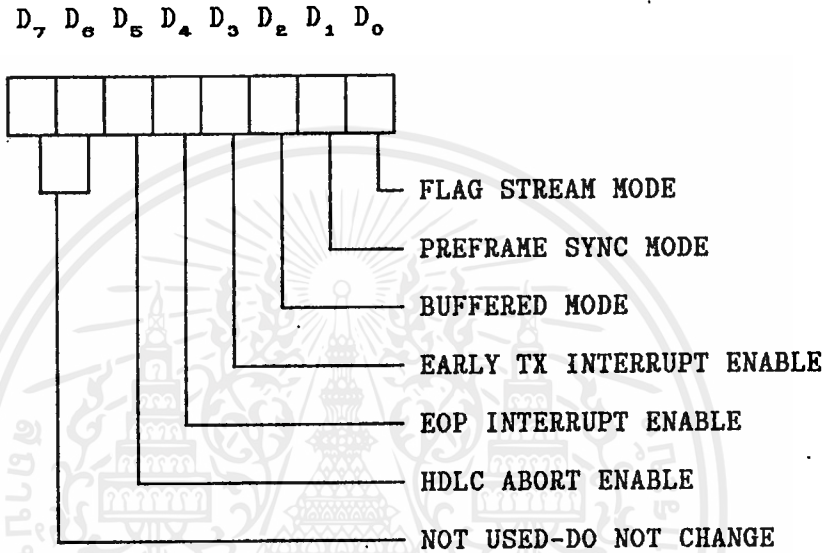 D₇ D₆ D₅ D₄ D₃ D₂ D₁ D₀
FLAG STREAM MODE
PREFRAME SYNC MODE
BUFFERED MODE
EARLY TX INTERRUPT ENABLE
EOP INTERRUPT ENABLE
HDLC ABORT ENABLE
NOT USED-DO NOT CHANGE